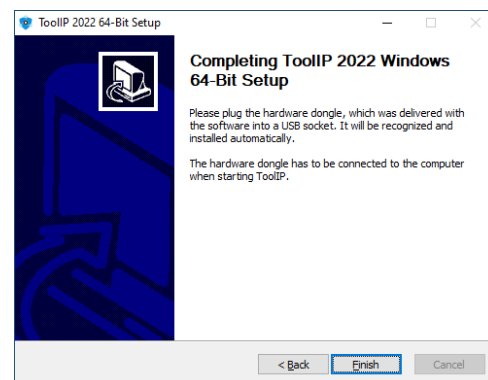 ToolIP 2022 64-Bit Setup
Completing ToolIP 2022 Windows
64-Bit Setup
Please plug the hardware dongle, which was delivered with
the software into a USB socket. It will be recognized and
installed automatically.
The hardware dongle has to be connected to the computer
when starting ToolIP.
< Back
Finish
Cancel